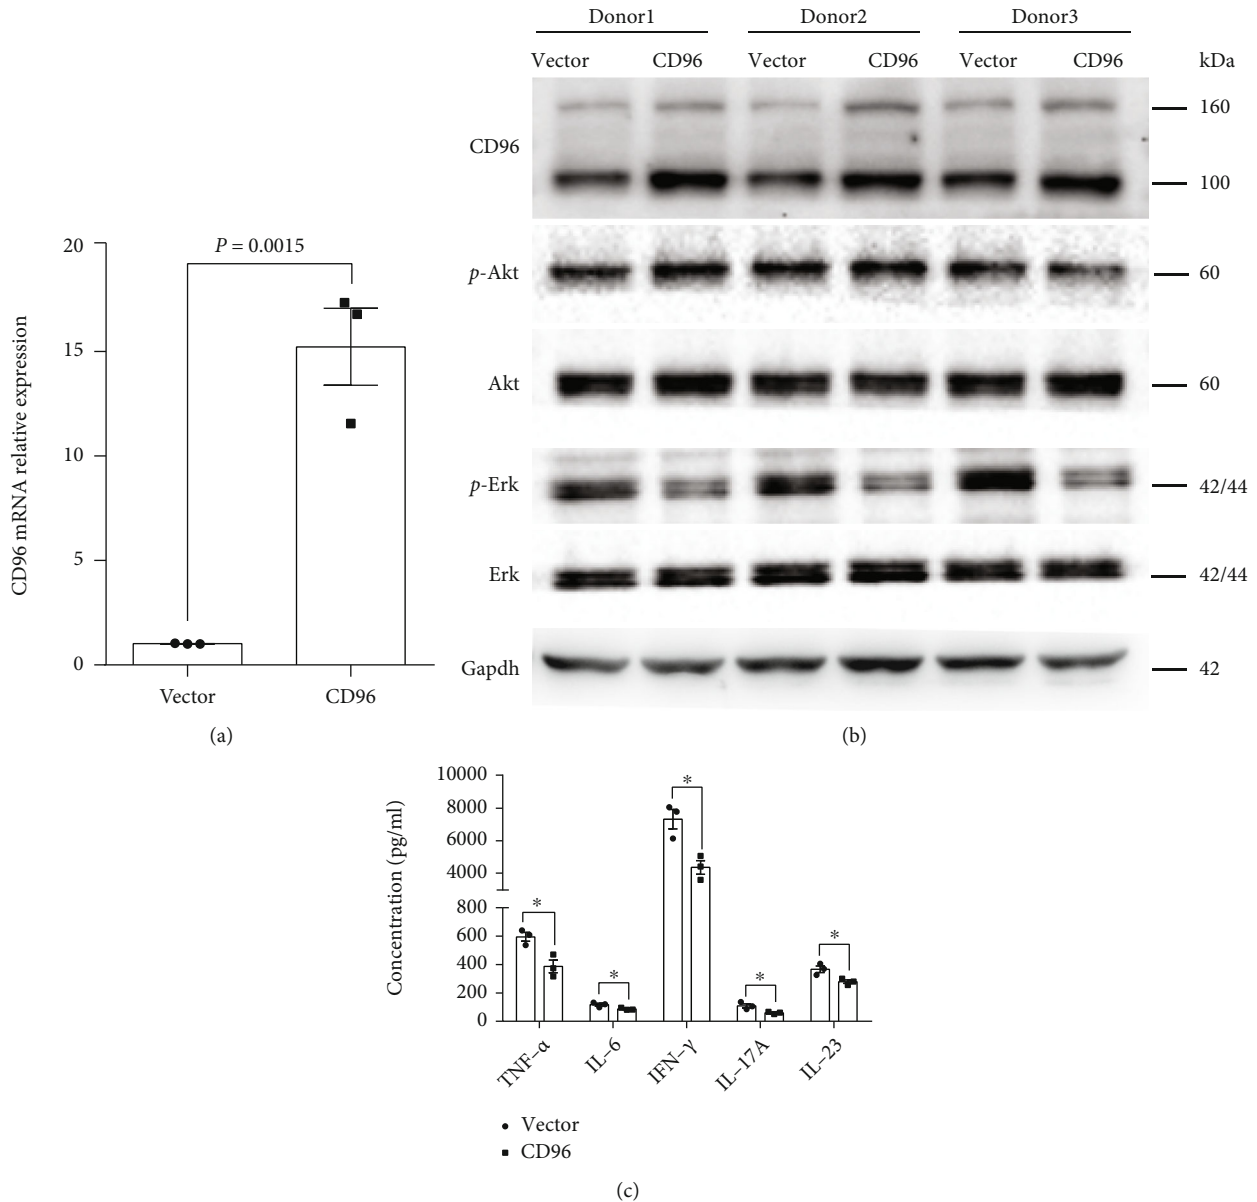 CD96 mRNA relative expression
20
15
10
5
0
P = 0.0015
Vector CD96
(a)
Donor1 Donor2 Donor3
Vector CD96 Vector CD96 Vector CD96 kDa
CD96
160
100
p-Akt 60
Akt 60
p-Erk 42/44
Erk 42/44
Gapdh 42
(b)
Concentration (pg/ml)
10000
8000
6000
4000
800
600
400
200
0
* * * * *
TNF–α IL–6 IFN–γ IL–17A IL–23
Vector
CD96
(c)